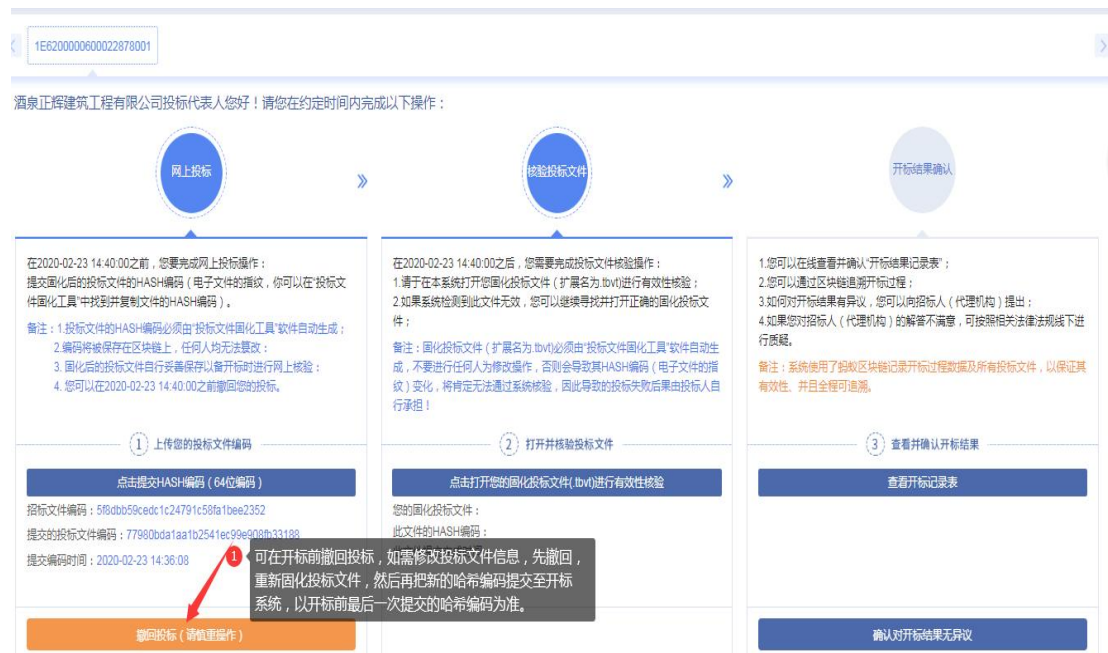 1E6200000600022878001
酒泉正辉建筑工程有限公司投标代表人您好！请您在约定时间内完成以下操作：
网上投标
核验投标文件
开标结果确认
在2020-02-23 14:40:00之前，您要完成网上投标操作：
提交固化后的投标文件的HASH编码（电子文件的指纹，你可以在“投标文
件固化工具”中找到并复制文件的HASH编码）。
备注：1.投标文件的HASH编码必须由“投标文件固化工具”软件自动生成；
2.编码将被保存在区块链上，任何人均无法篡改；
3. 固化后的投标文件自行妥善保存以备开标时进行网上核验；
4. 您可以在2020-02-23 14:40:00之前撤回您的投标。
1 上传您的投标文件编码
点击提交HASH编码（64位编码）
招标文件编码：5f8dbb59cedc1c24791c58fa1bee2352
提交的投标文件编码：77980bda1aa1b2541ec99e908fb33188
提交编码时间：2020-02-23 14:36:08
撤回投标（请慎重操作）
在2020-02-23 14:40:00之后，您需要完成投标文件核验操作：
1.请于在本系统打开您固化投标文件（扩展名为.tbvt)进行有效性核验；
2.如果系统检测到此文件无效，您可以继续寻找并打开正确的固化投标文
件；
备注：固化投标文件（扩展名为.tbvt)必须由“投标文件固化工具”软件自动生
成，不要进行任何人为修改操作，否则会导致其HASH编码（电子文件的指
纹）变化，将肯定无法通过系统核验，因此导致的投标失败后果由投标人自
行承担！
2 打开并核验投标文件
点击打开您的固化投标文件(.tbvt)进行有效性核验
您的固化投标文件：
此文件的HASH编码：
1 可在开标前撤回投标，如需修改投标文件信息，先撤回，
重新固化投标文件，然后再把新的哈希编码提交至开标
系统，以开标前最后一次提交的哈希编码为准。
1.您可以在线查看并确认“开标结果记录表”；
2.您可以通过区块链追溯开标过程；
3.如何对开标结果有异议，您可以向招标人（代理机构）提出；
4.如果您对招标人（代理机构）的解答不满意，可按照相关法律法规线下进
行质疑。
备注：系统使用了蚂蚁区块链记录开标过程数据及所有投标文件，以保证其
有效性、并且全程可追溯。
3 查看并确认开标结果
查看开标记录表
确认对开标结果无异议